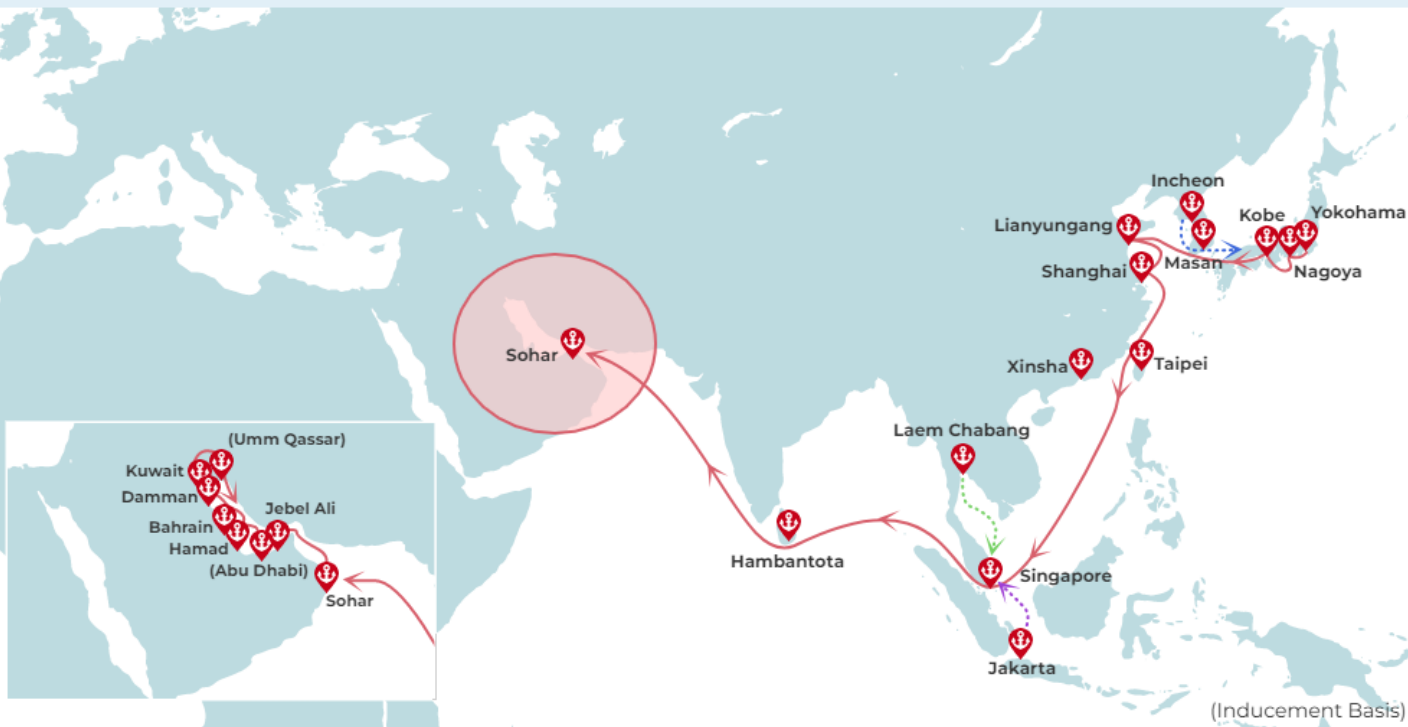 Incheon
Kobe
Yokohama
Lianyungang
Masan
Shanghai
Nagoya
Sohar
Xinsha
Taipei
Laem Chabang
Hambantota
Singapore
Jakarta
(Umm Qassar)
Kuwait
Damman
Jebel Ali
Bahrain
Hamad
(Abu Dhabi)
Sohar
(Inducement Basis)